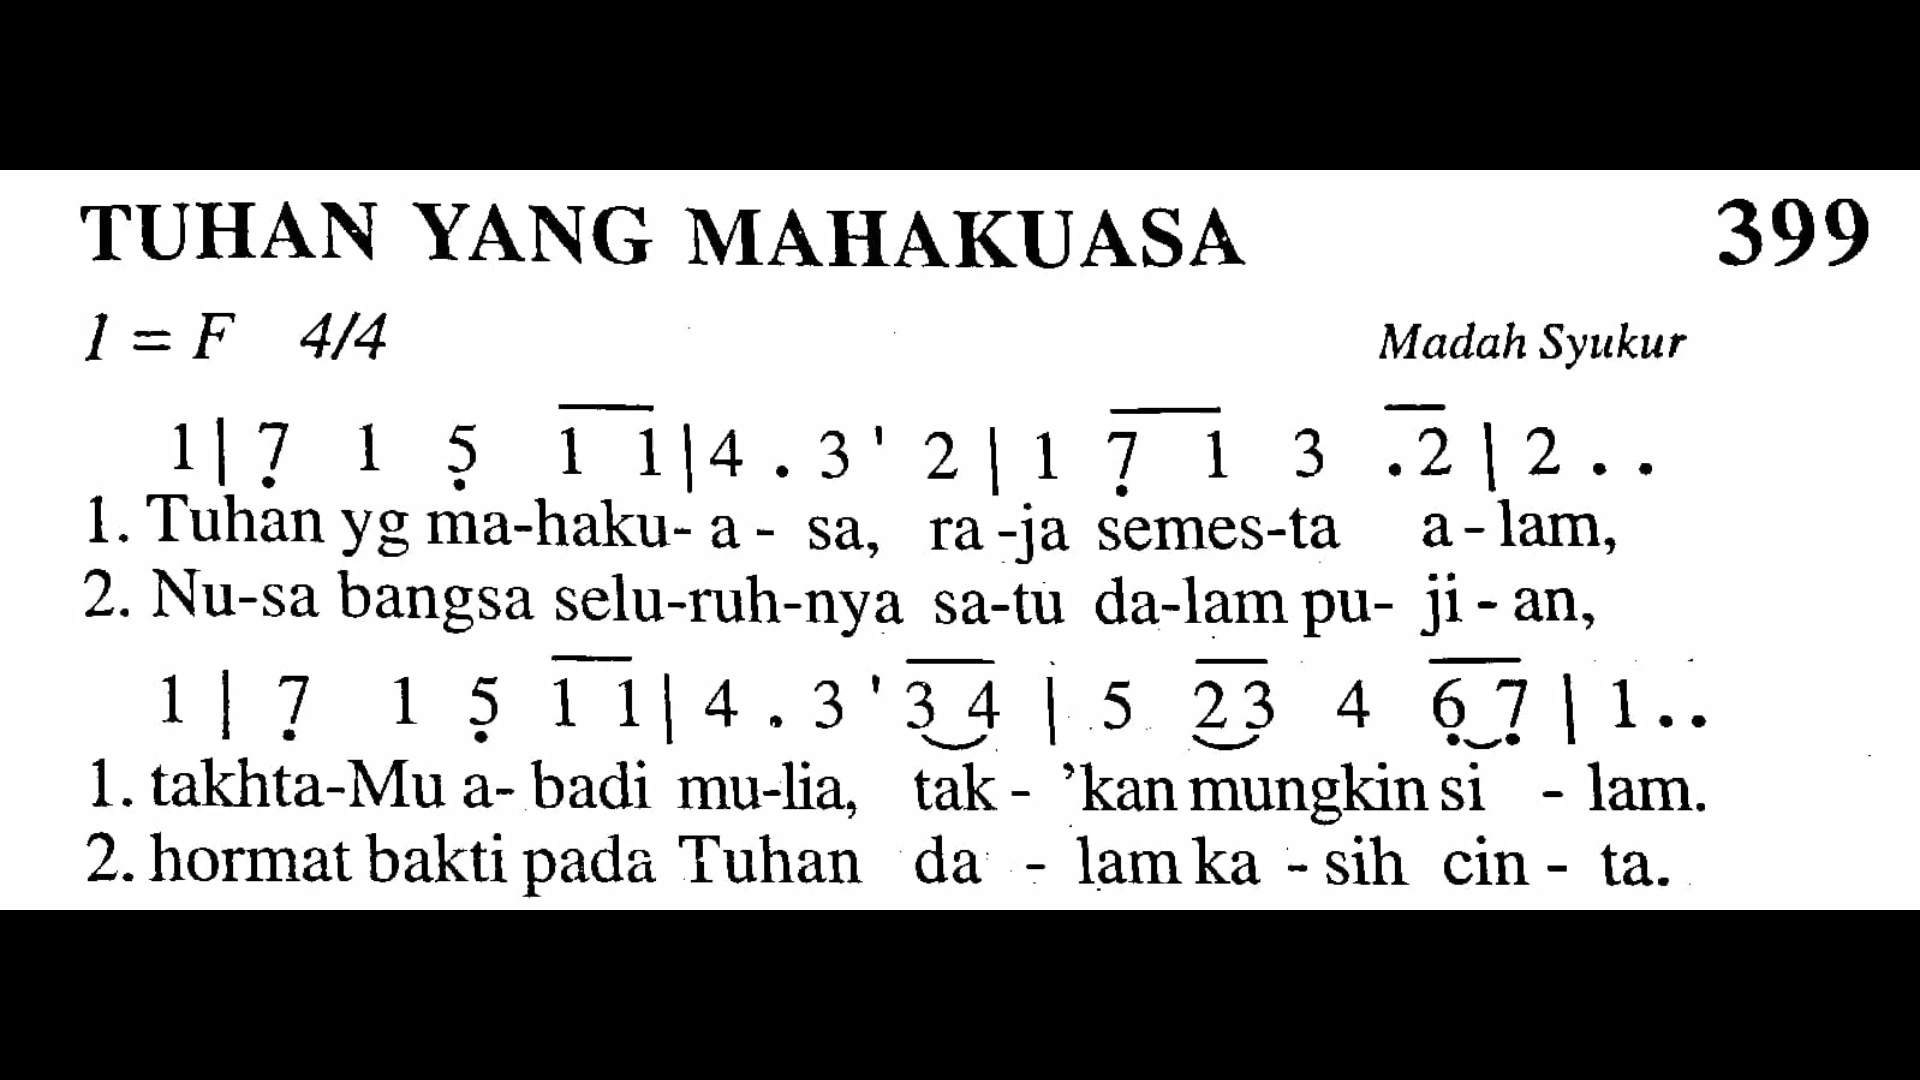 TUHAN YANG MAHAKUASA 399
1 = F 4/4 Madah Syukur
1 | 7̣ 1 5̣ 1̅ 1̅ | 4 . 3 ' 2 | 1 7̣̅ 1̅ 3 .̅2̅ | 2 . .
1. Tuhan yg ma-haku- a - sa, ra -ja semes-ta a - lam,
2. Nu-sa bangsa selu-ruh-nya sa-tu da-lam pu- ji - an,
1 | 7̣ 1 5̣ 1̅ 1̅ | 4 . 3 ' 3̅ 4̅ | 5 2̅3̅ 4 6̣̅ 7̣̅ | 1 . .
1. takhta-Mu a- badi mu-lia, tak - ’kan mungkin si - lam.
2. hormat bakti pada Tuhan da - lam ka - sih cin - ta.